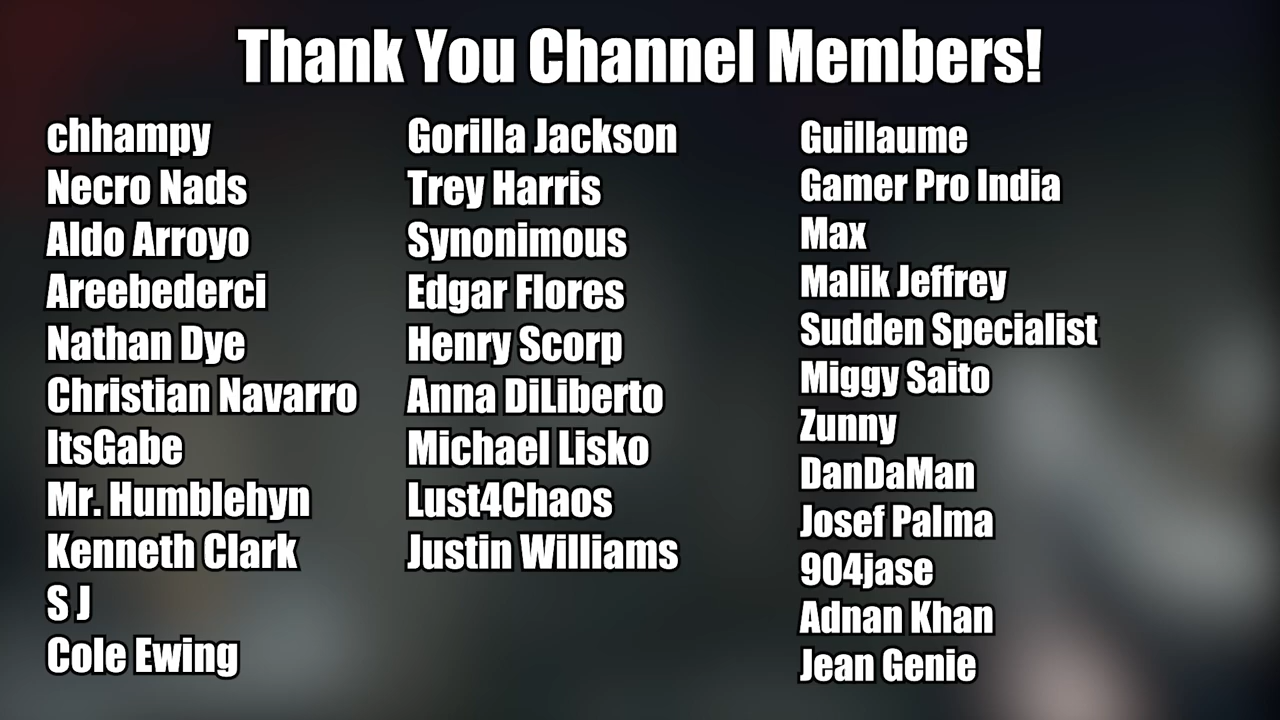 Thank You Channel Members!
chhampy
Necro Nads
Aldo Arroyo
Areebederci
Nathan Dye
Christian Navarro
ItsGabe
Mr. Humblehyn
Kenneth Clark
S J
Cole Ewing
Gorilla Jackson
Trey Harris
Synonimous
Edgar Flores
Henry Scorp
Anna DiLiberto
Michael Lisko
Lust4Chaos
Justin Williams
Guillaume
Gamer Pro India
Max
Malik Jeffrey
Sudden Specialist
Miggy Saito
Zunny
DanDaMan
Josef Palma
904jase
Adnan Khan
Jean Genie